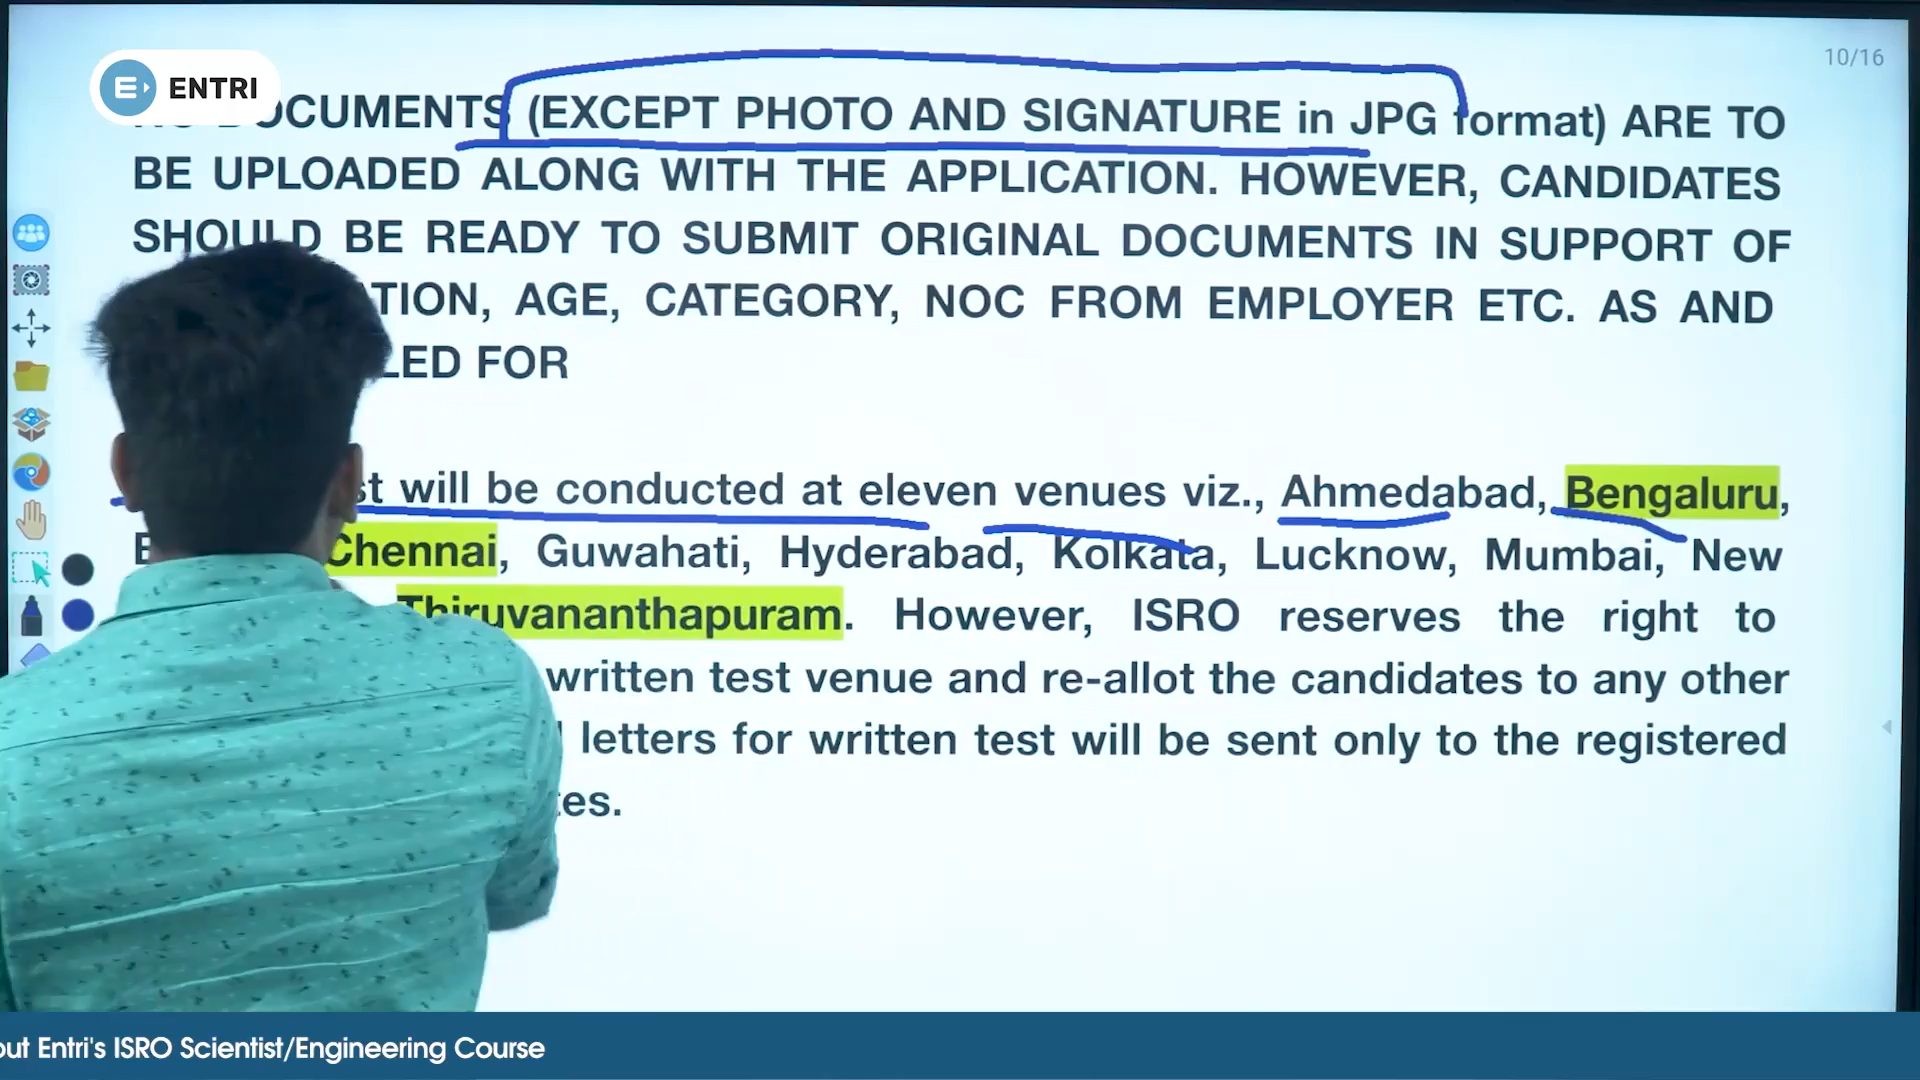 10/16
ENTRI
DOCUMENTS (EXCEPT PHOTO AND SIGNATURE in JPG format) ARE TO
BE UPLOADED ALONG WITH THE APPLICATION. HOWEVER, CANDIDATES
SHOULD BE READY TO SUBMIT ORIGINAL DOCUMENTS IN SUPPORT OF
TION, AGE, CATEGORY, NOC FROM EMPLOYER ETC. AS AND
LED FOR
st will be conducted at eleven venues viz., Ahmedabad, Bengaluru,
Chennai, Guwahati, Hyderabad, Kolkata, Lucknow, Mumbai, New
Thiruvananthapuram. However, ISRO reserves the right to
written test venue and re-allot the candidates to any other
letters for written test will be sent only to the registered
tes.
out Entri's ISRO Scientist/Engineering Course